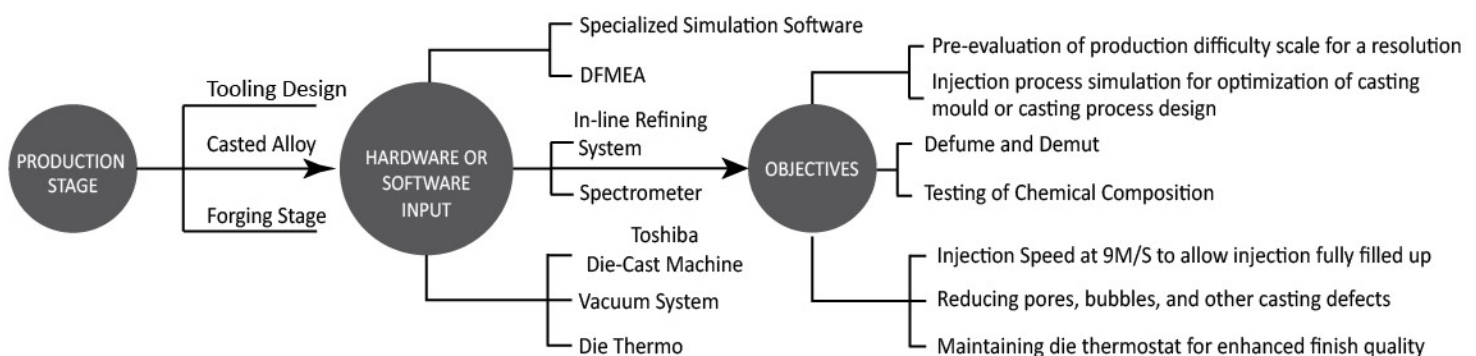 PRODUCTION
STAGE
Tooling Design
Casted Alloy
Forging Stage
HARDWARE OR
SOFTWARE
INPUT
Specialized Simulation Software
DFMEA
In-line Refining
System
Spectrometer
Toshiba
Die-Cast Machine
Vacuum System
Die Thermo
OBJECTIVES
Pre-evaluation of production difficulty scale for a resolution
Injection process simulation for optimization of casting
mould or casting process design
Defume and Demut
Testing of Chemical Composition
Injection Speed at 9M/S to allow injection fully filled up
Reducing pores, bubbles, and other casting defects
Maintaining die thermostat for enhanced finish quality